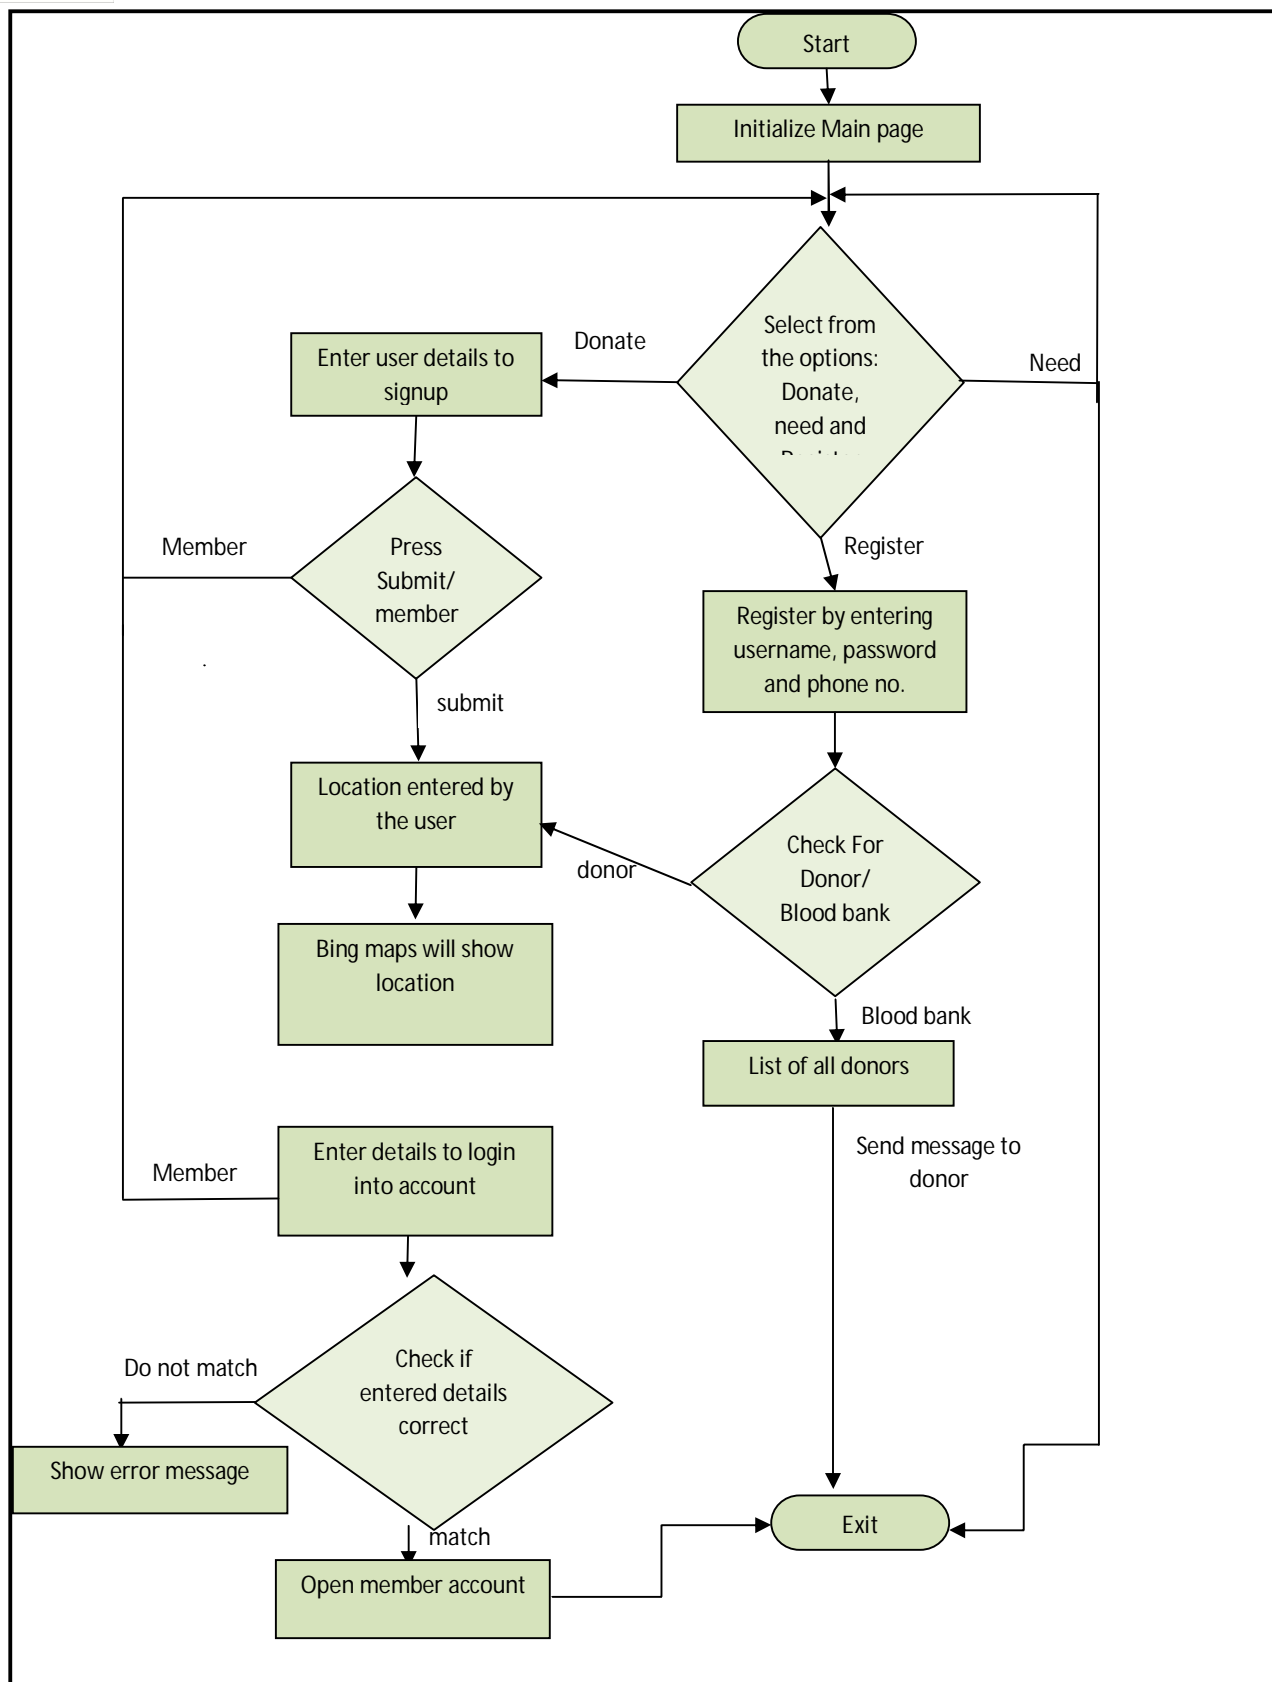 Start
Initialize Main page
Select from
the options:
Donate,
need and
Donate
Need
Enter user details to
signup
Member
Press
Submit/
member
Register
Register by entering
username, password
and phone no.
submit
Location entered by
the user
donor
Check For
Donor/
Blood bank
Bing maps will show
location
Blood bank
List of all donors
Send message to
donor
Enter details to login
into account
Member
Check if
entered details
correct
Do not match
Show error message
match
Open member account
Exit